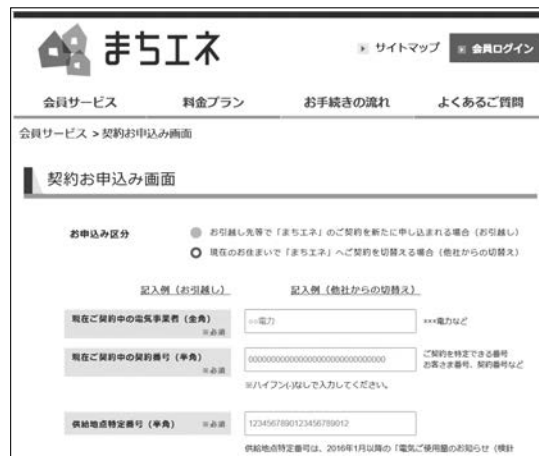 まちエネ
サイトマップ 会員ログイン
会員サービス 料金プラン お手続きの流れ よくあるご質問
会員サービス > 契約お申込み画面
契約お申込み画面
お申込み区分 お引越し先等で「まちエネ」のご契約を新たに申し込まれる場合（お引越し）
現在のお住まいで「まちエネ」へご契約を切替える場合（他社からの切替え）
記入例（お引越し） 記入例（他社からの切替え）
現在ご契約中の電気事業者（全角） ○○電力 ×××電力など
※必須
現在ご契約中の契約番号（半角） ご契約を特定できる番号
※必須 お客さま番号、契約番号など
※ハイフン(-)なしで入力してください。
供給地点特定番号（半角） ※必須 1234567890123456789012
供給地点特定番号は、2016年1月以降の「電気ご使用量のお知らせ（検針